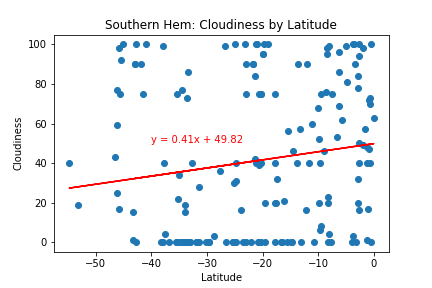 Southern Hem: Cloudiness by Latitude
100
80
60
40
20
0
Cloudiness
y = 0.41x + 49.82
−50 −40 −30 −20 −10 0
Latitude